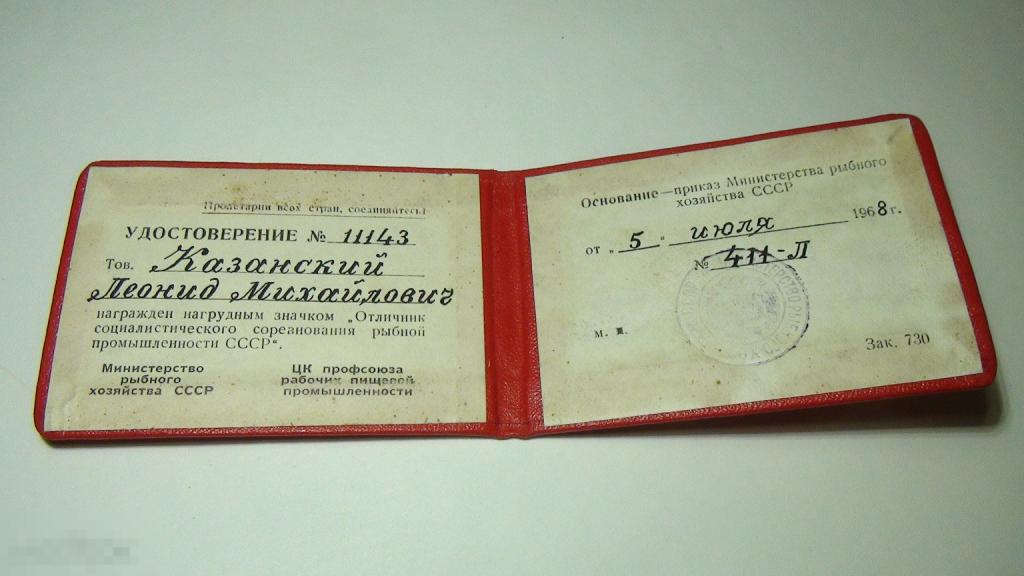 Пролетарии всех стран, соединяйтесь!
УДОСТОВЕРЕНИЕ № 11143
Тов. Казанский
Леонид Михайлович
награжден нагрудным значком „Отличник
социалистического соревнования рыбной
промышленности СССР“.
Министерство
рыбного
хозяйства СССР
ЦК профсоюза
рабочих пищевой
промышленности
Основание—приказ Министерства рыбного
хозяйства СССР
от „ 5 “ июля 1968 г.
№ 411-Л
м. п.
Зак. 730